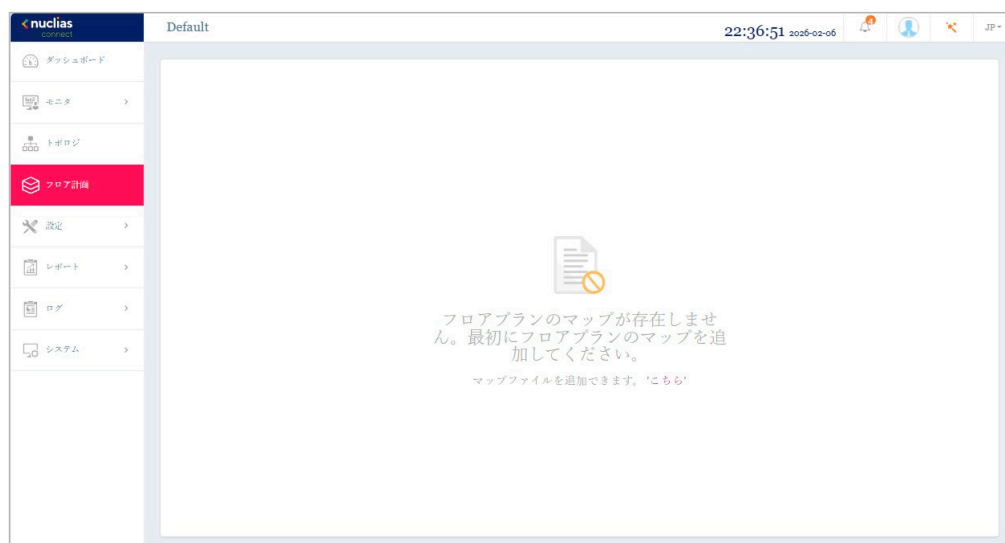 nuclias
connect
Default
22:36:51 2026-02-06
4
JP
ダッシュボード
モニタ
トポロジ
フロア計画
設定
レポート
ログ
システム
フロアプランのマップが存在しませ
ん。最初にフロアプランのマップを追
加してください。
マップファイルを追加できます。 'こちら'